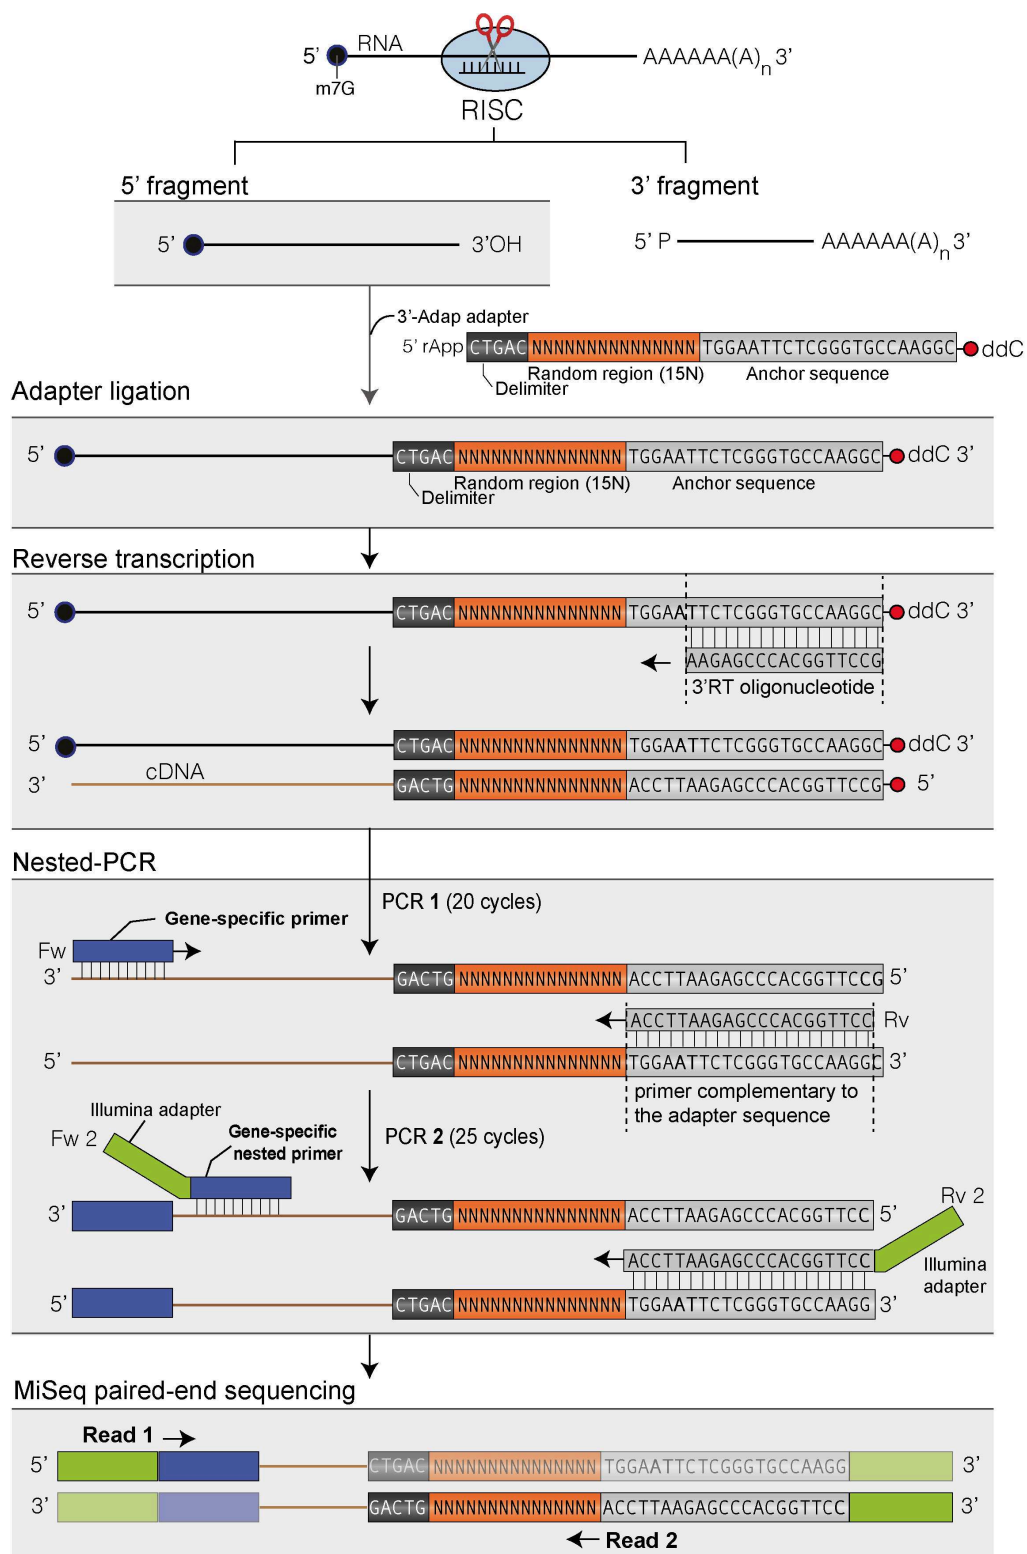 5’ RNA AAAAAA(A)n 3’
m7G
RISC
5’ fragment 3’ fragment
5’ 3’OH 5’ P AAAAAA(A)n 3’
3’-Adap adapter
5’ rApp CTGAC NNNNNNNNNNNNNNN TGGAATTCTCGGGTGCCAAGGC ddC
Random region (15N) Anchor sequence
Delimiter
Adapter ligation
5’ CTGAC NNNNNNNNNNNNNNN TGGAATTCTCGGGTGCCAAGGC ddC 3’
Random region (15N) Anchor sequence
Delimiter
Reverse transcription
5’ CTGAC NNNNNNNNNNNNNNN TGGAATTCTCGGGTGCCAAGGC ddC 3’
AAGAGCCCACGGTTCCG
3’RT oligonucleotide
5’ CTGAC NNNNNNNNNNNNNNN TGGAATTCTCGGGTGCCAAGGC ddC 3’
3’ cDNA GACTG NNNNNNNNNNNNNNN ACCTTAAGAGCCCACGGTTCCG 5’
Nested-PCR
PCR 1 (20 cycles)
Gene-specific primer
Fw
3’ GACTG NNNNNNNNNNNNNNN ACCTTAAGAGCCCACGGTTCCG 5’
ACCTTAAGAGCCCACGGTTCC Rv
5’ CTGAC NNNNNNNNNNNNNNN TGGAATTCTCGGGTGCCAAGGC 3’
primer complementary to
the adapter sequence
Illumina adapter
PCR 2 (25 cycles)
Fw 2
Gene-specific
nested primer
Rv 2
3’ GACTG NNNNNNNNNNNNNNN ACCTTAAGAGCCCACGGTTCC 5’
ACCTTAAGAGCCCACGGTTCC
Illumina
adapter
5’ CTGAC NNNNNNNNNNNNNNN TGGAATTCTCGGGTGCCAAGG 3’
MiSeq paired-end sequencing
Read 1
5’ CTGAC NNNNNNNNNNNNNNN TGGAATTCTCGGGTGCCAAGG 3’
3’ GACTG NNNNNNNNNNNNNNN ACCTTAAGAGCCCACGGTTCC 3’
Read 2